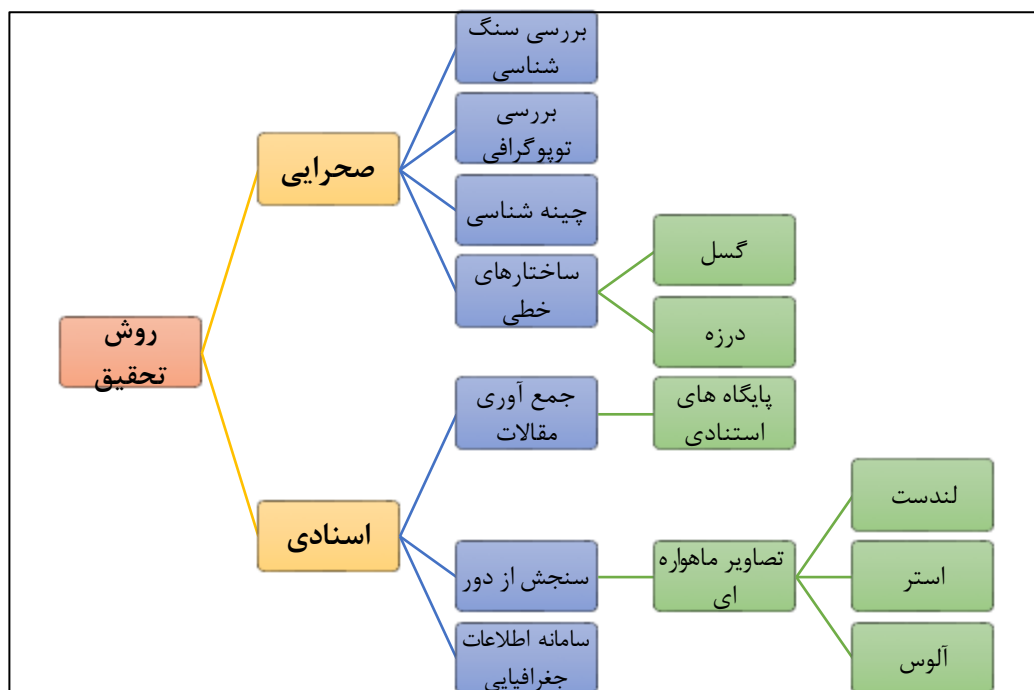 روش
تحقیق
صحرایی
بررسی سنگ
شناسی
بررسی
توپوگرافی
چینه شناسی
ساختارهای
خطی
گسل
درزه
اسنادی
جمع آوری
مقالات
پایگاه های
استنادی
سنجش از دور
تصاویر ماهواره
ای
لندست
استر
آلوس
سامانه اطلاعات
جغرافیایی